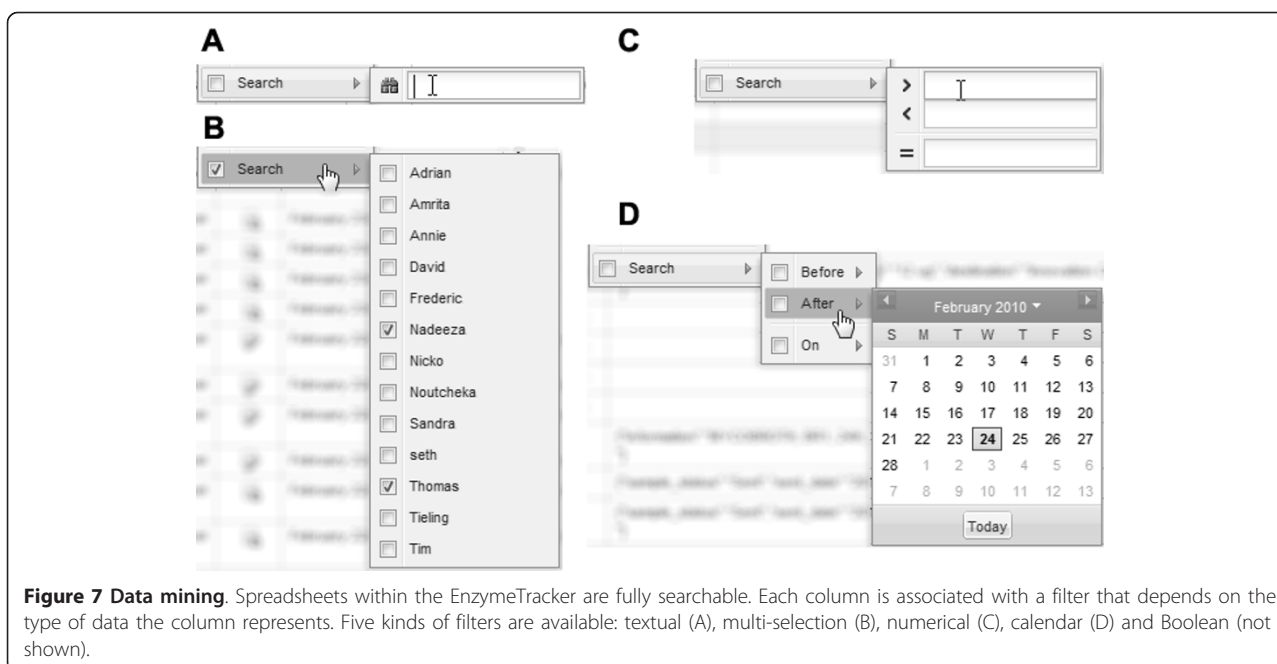 A
Search
B
Search
Adrian
Amrita
Annie
David
Frederic
Nadeeza
Nicko
Noutcheka
Sandra
seth
Thomas
Tieling
Tim
C
Search
>
<
=
D
Search
Before
After
On
February 2010
S M T W T F S
31 1 2 3 4 5 6
7 8 9 10 11 12 13
14 15 16 17 18 19 20
21 22 23 24 25 26 27
28 1 2 3 4 5 6
7 8 9 10 11 12 13
Today
Figure 7 Data mining. Spreadsheets within the EnzymeTracker are fully searchable. Each column is associated with a filter that depends on the
type of data the column represents. Five kinds of filters are available: textual (A), multi-selection (B), numerical (C), calendar (D) and Boolean (not
shown).